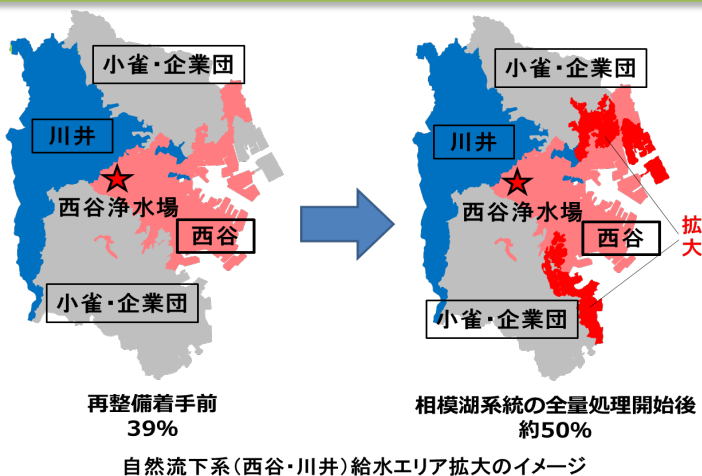 小雀・企業団
川井
西谷浄水場
西谷
小雀・企業団
再整備着手前
39%
小雀・企業団
川井
西谷浄水場
西谷
拡大
小雀・企業団
相模湖系統の全量処理開始後
約50%
自然流下系(西谷・川井)給水エリア拡大のイメージ